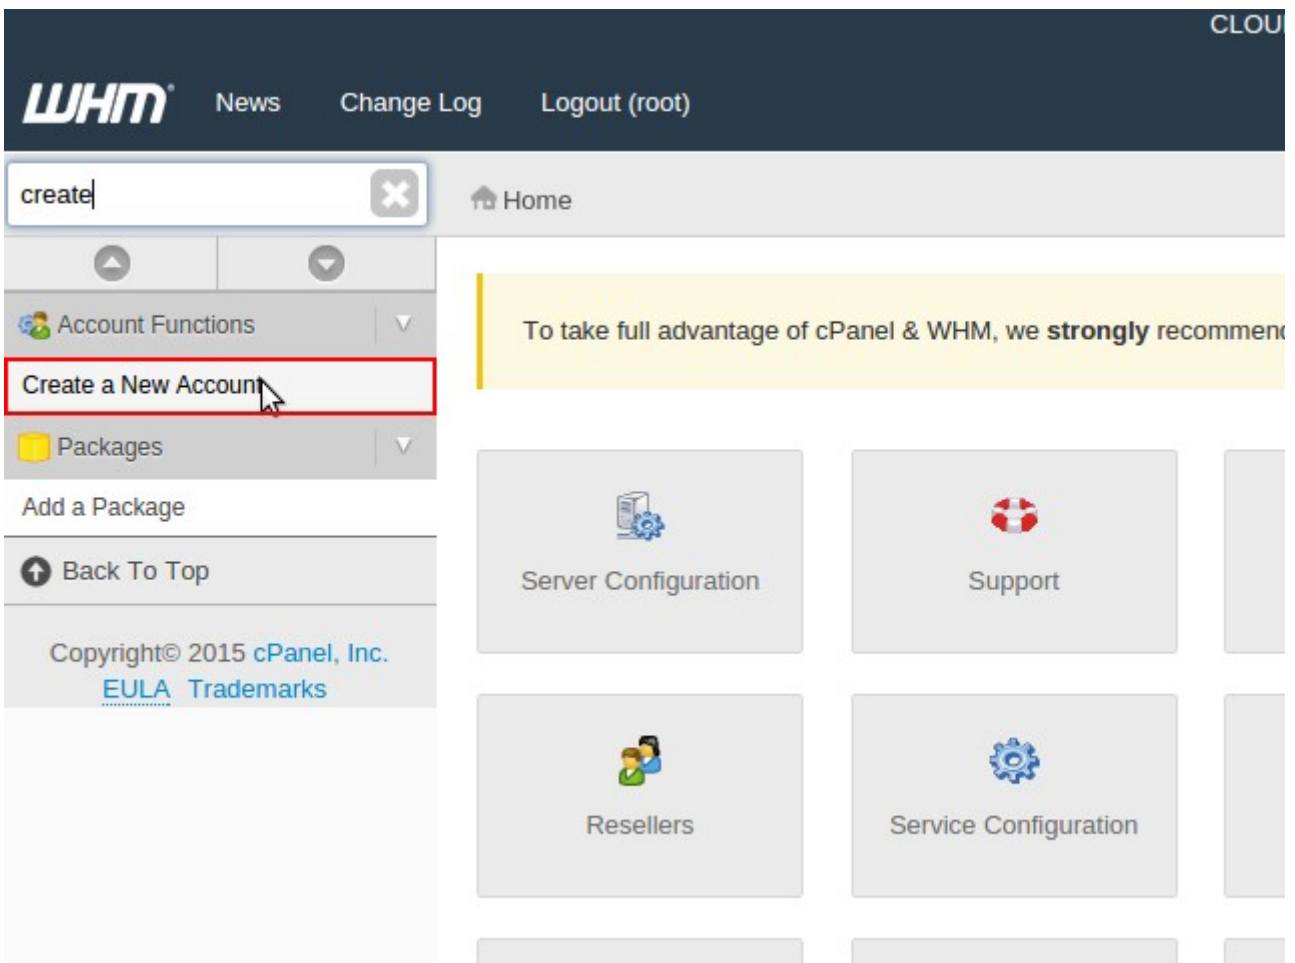 CLOU
WHM
News
Change Log
Logout (root)
create
Home
Account Functions
Create a New Account
Packages
Add a Package
Back To Top
Copyright© 2015 cPanel, Inc.
EULA Trademarks
To take full advantage of cPanel & WHM, we strongly recommend
Server Configuration
Support
Resellers
Service Configuration